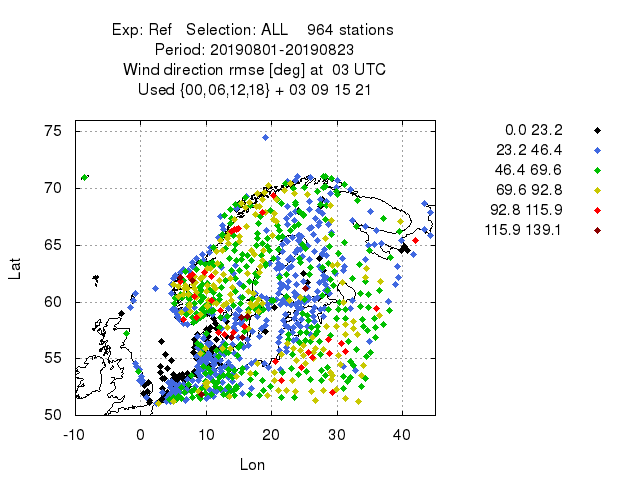 Exp: Ref   Selection: ALL    964 stations
Period: 20190801-20190823
Wind direction rmse [deg] at  03 UTC
Used {00,06,12,18} + 03 09 15 21
0.0 23.2
23.2 46.4
46.4 69.6
69.6 92.8
92.8 115.9
115.9 139.1
75
70
65
60
55
50
Lat
-10 0 10 20 30 40
Lon